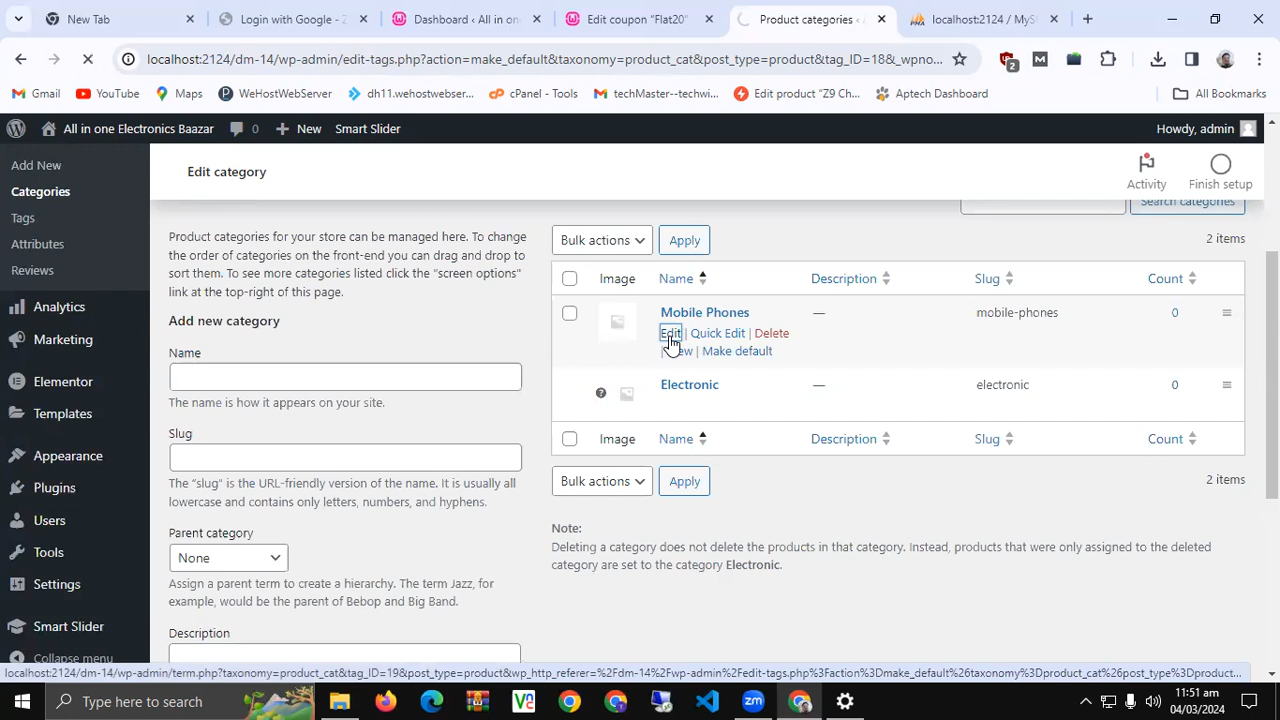 New Tab
Login with Google - Z
Dashboard ‹ All in one
Edit coupon "Flat20"
Product categories ‹
localhost:2124 / MyS
localhost:2124/dm-14/wp-admin/edit-tags.php?action=make_default&taxonomy=product_cat&post_type=product&tag_ID=18&_wpno...
2
Gmail
YouTube
Maps
WeHostWebServer
dh11.wehostwebser...
cPanel - Tools
techMaster--techwi...
Edit product "Z9 Ch...
Aptech Dashboard
All Bookmarks
All in one Electronics Baazar
0
New
Smart Slider
Howdy, admin
Add New
Categories
Tags
Attributes
Reviews
Analytics
Marketing
Elementor
Templates
Appearance
Plugins
Users
Tools
Settings
Smart Slider
Collapse menu
Edit category
Activity
Finish setup
Search categories
Product categories for your store can be managed here. To change
the order of categories on the front-end you can drag and drop to
sort them. To see more categories listed click the "screen options"
link at the top-right of this page.
Add new category
Name
The name is how it appears on your site.
Slug
The "slug" is the URL-friendly version of the name. It is usually all
lowercase and contains only letters, numbers, and hyphens.
Parent category
None
Assign a parent term to create a hierarchy. The term Jazz, for
example, would be the parent of Bebop and Big Band.
Description
Bulk actions
Apply
2 items
Image
Name
Description
Slug
Count
Mobile Phones
—
mobile-phones
0
Edit | Quick Edit | Delete
| View | Make default
Electronic
—
electronic
0
Image
Name
Description
Slug
Count
Bulk actions
Apply
2 items
Note:
Deleting a category does not delete the products in that category. Instead, products that were only assigned to the deleted
category are set to the category Electronic.
localhost:2124/dm-14/wp-admin/term.php?taxonomy=product_cat&tag_ID=19&post_type=product&wp_http_referer=%2Fdm-14%2Fwp-admin%2Fedit-tags.php%3Faction%3Dmake_default%26taxonomy%3Dproduct_cat%26post_type%3Dproduct...
Type here to search
11:51 am
04/03/2024